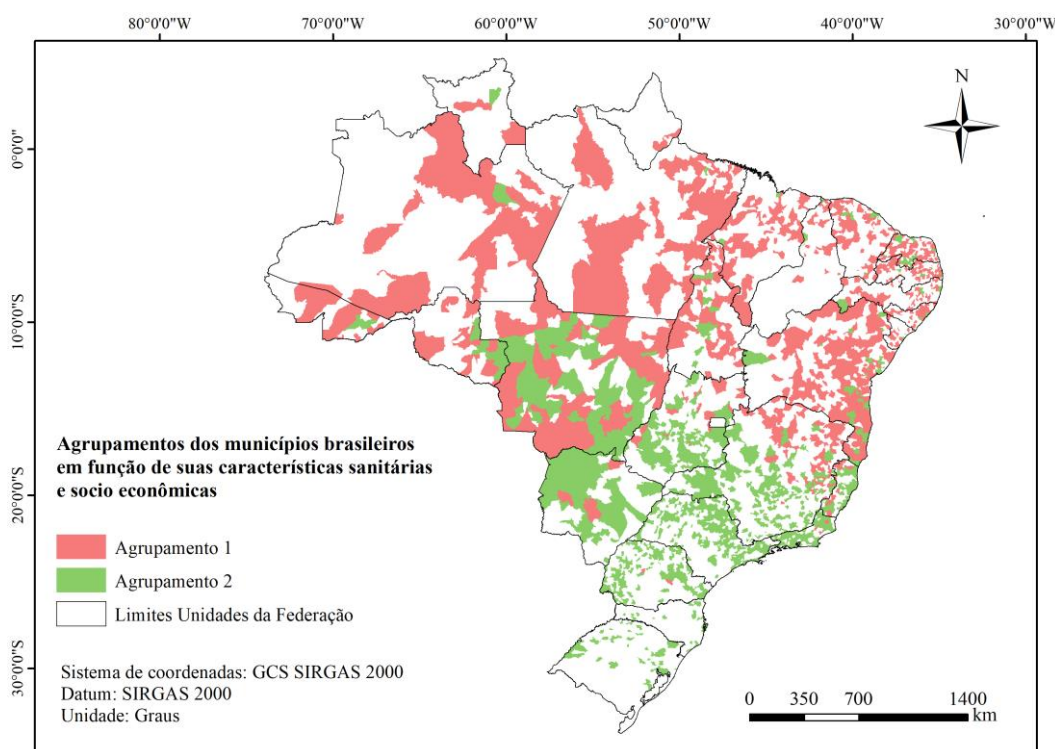 80°0'0"W
70°0'0"W
60°0'0"W
50°0'0"W
40°0'0"W
30°0'0"W
N
0°0'0"
10°0'0"S
20°0'0"S
30°0'0"S
Agrupamentos dos municípios brasileiros
em função de suas características sanitárias
e socio econômicas
Agrupamento 1
Agrupamento 2
Limites Unidades da Federação
Sistema de coordenadas: GCS SIRGAS 2000
Datum: SIRGAS 2000
Unidade: Graus
0 350 700 1400
km